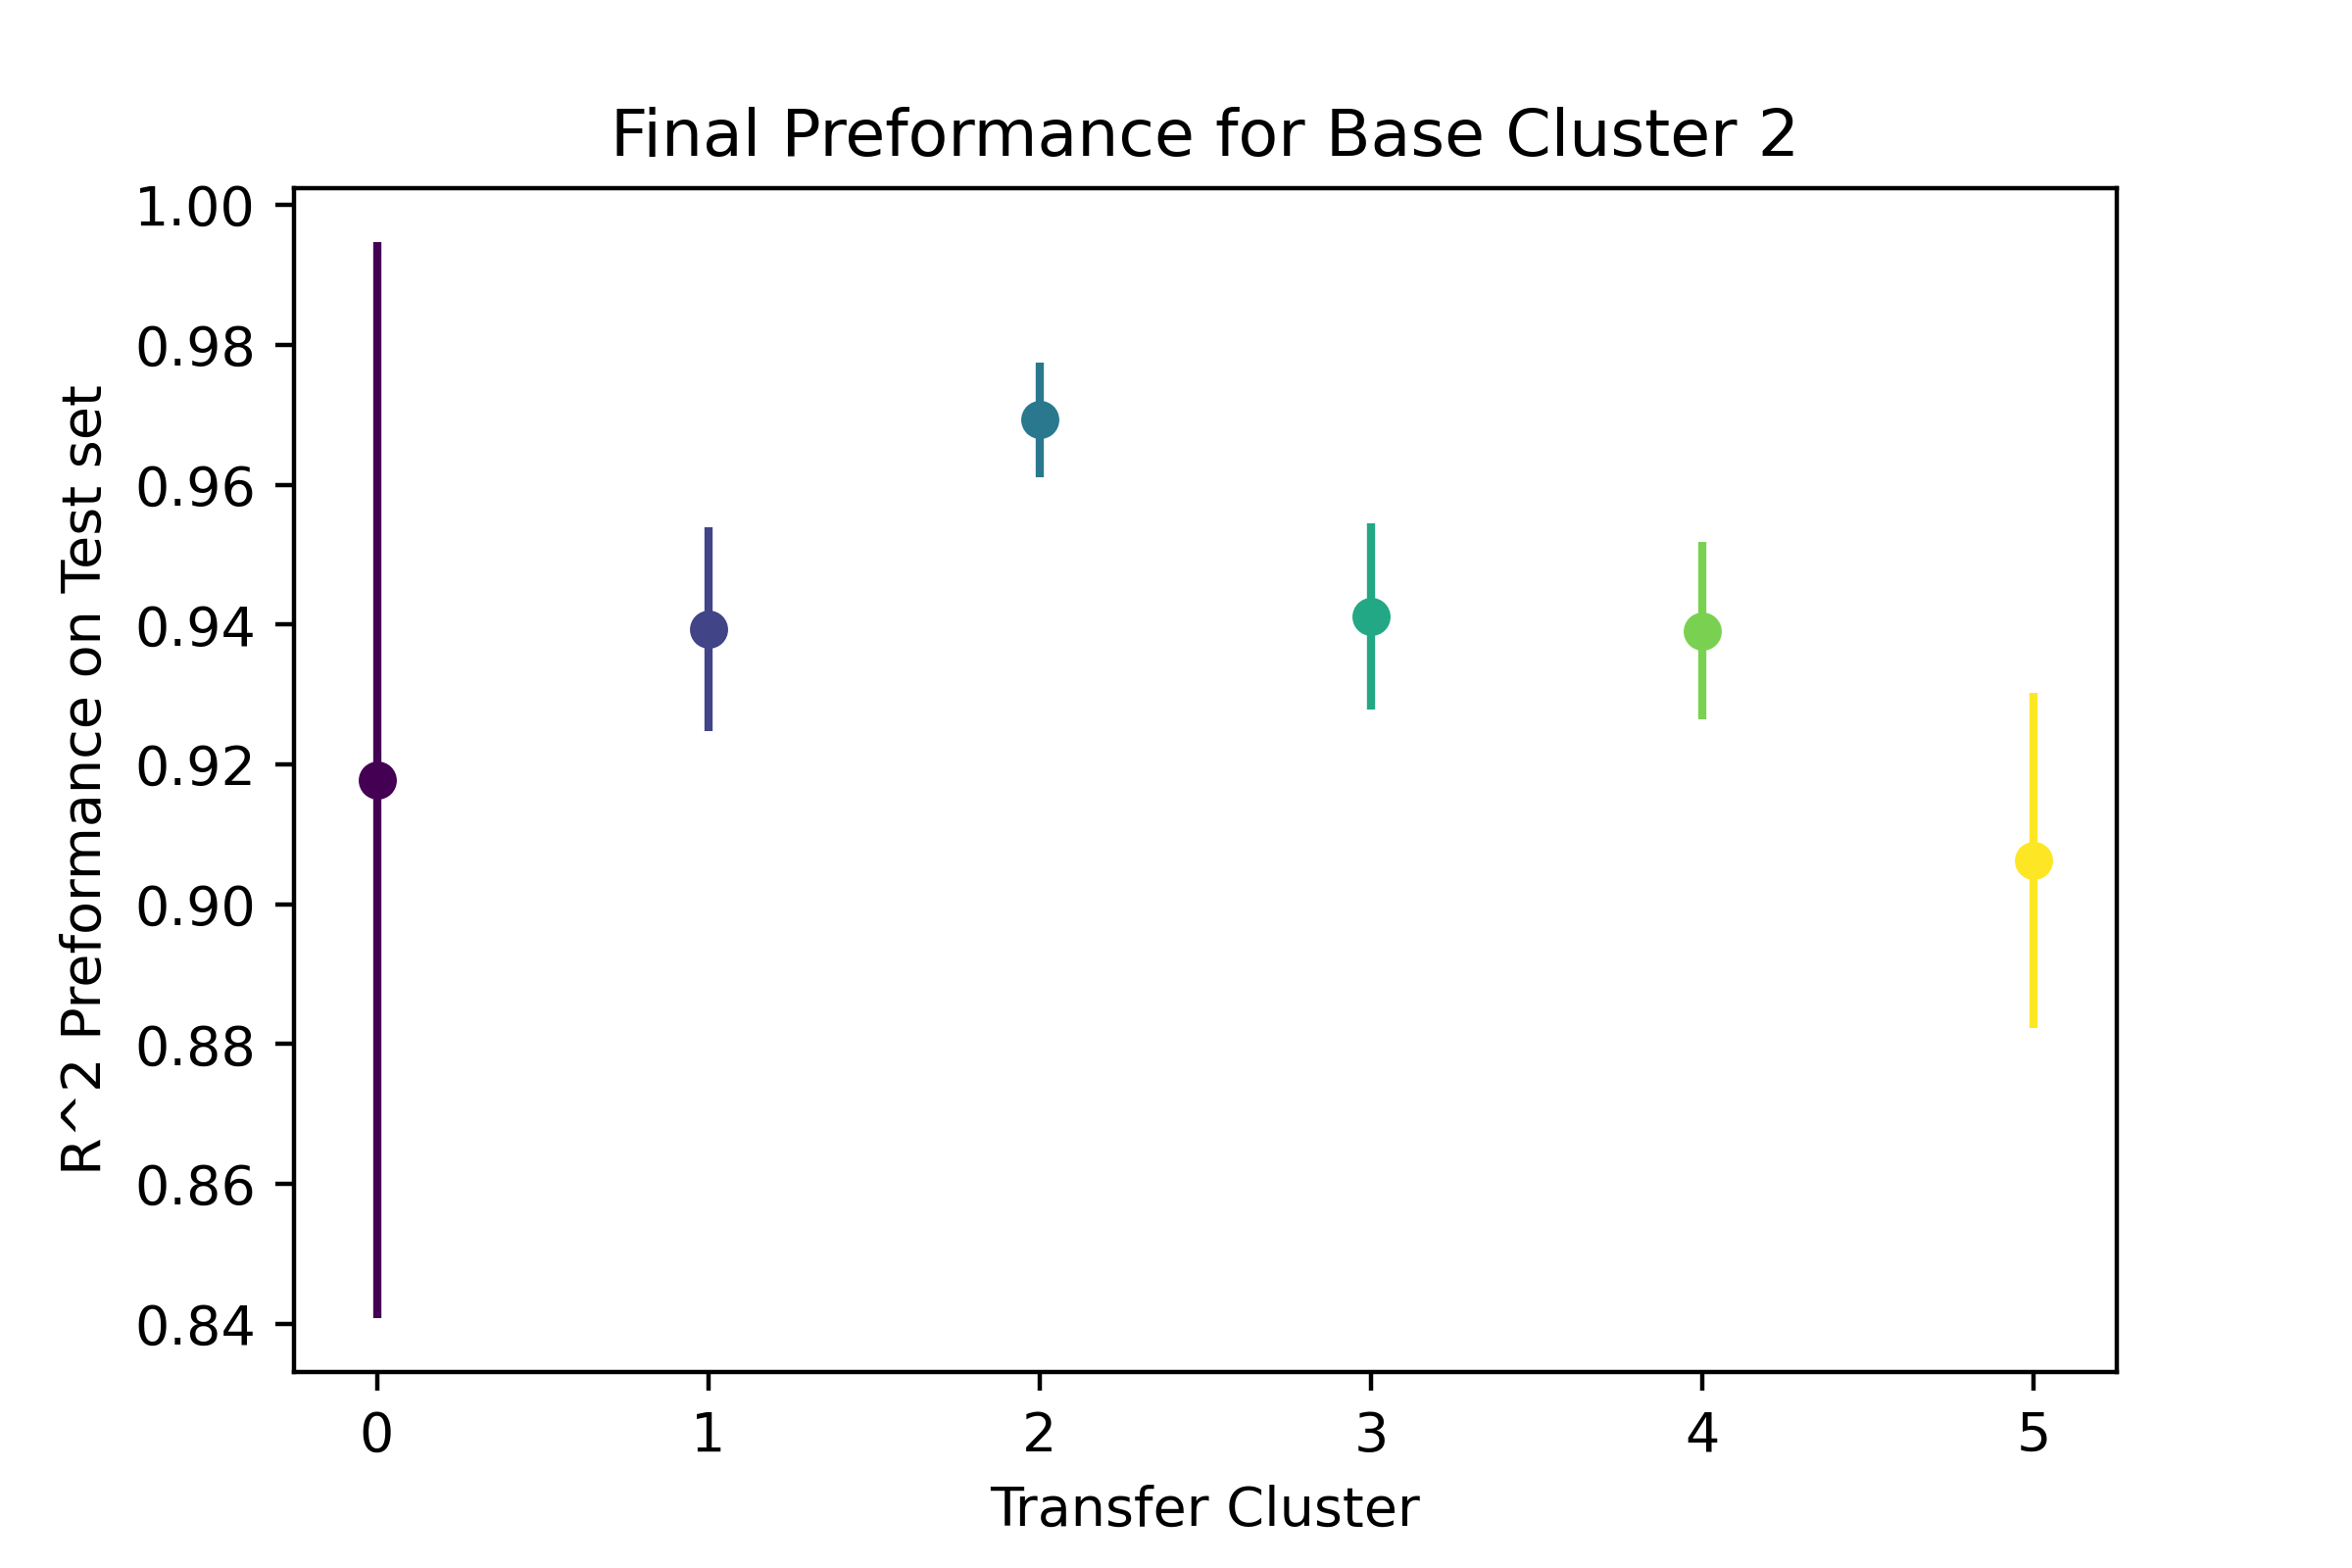 Final Preformance for Base Cluster 2
R^2 Preformance on Test set
1.00
0.98
0.96
0.94
0.92
0.90
0.88
0.86
0.84
0 1 2 3 4 5
Transfer Cluster